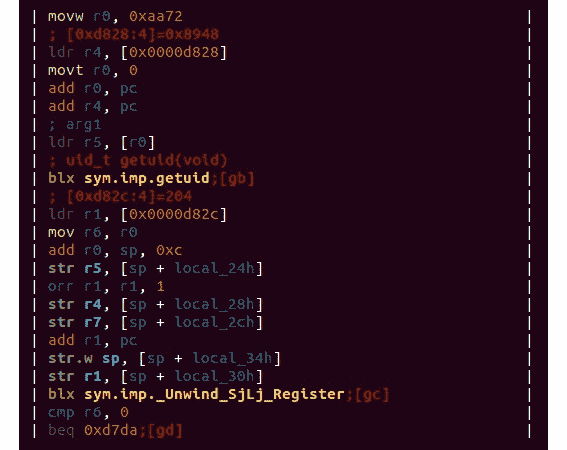 | movw r0, 0xaa72 |
| ; [0xd828:4]=0x8948 |
| ldr r4, [0x0000d828] |
| movt r0, 0 |
| add r0, pc |
| add r4, pc |
| ; arg1 |
| ldr r5, [r0] |
| ; uid_t getuid(void) |
| blx sym.imp.getuid;[gb] |
| ; [0xd82c:4]=204 |
| ldr r1, [0x0000d82c] |
| mov r6, r0 |
| add r0, sp, 0xc |
| str r5, [sp + local_24h] |
| orr r1, r1, 1 |
| str r4, [sp + local_28h] |
| str r7, [sp + local_2ch] |
| add r1, pc |
| str.w sp, [sp + local_34h] |
| str r1, [sp + local_30h] |
| blx sym.imp._Unwind_SjLj_Register;[gc] |
| cmp r6, 0 |
| beq 0xd7da;[gd] |